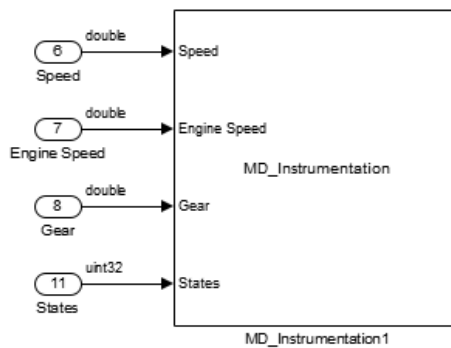 double
6
Speed
Speed
double
7
Engine Speed
Engine Speed
MD_Instrumentation
double
8
Gear
Gear
uint32
11
States
States
MD_Instrumentation1